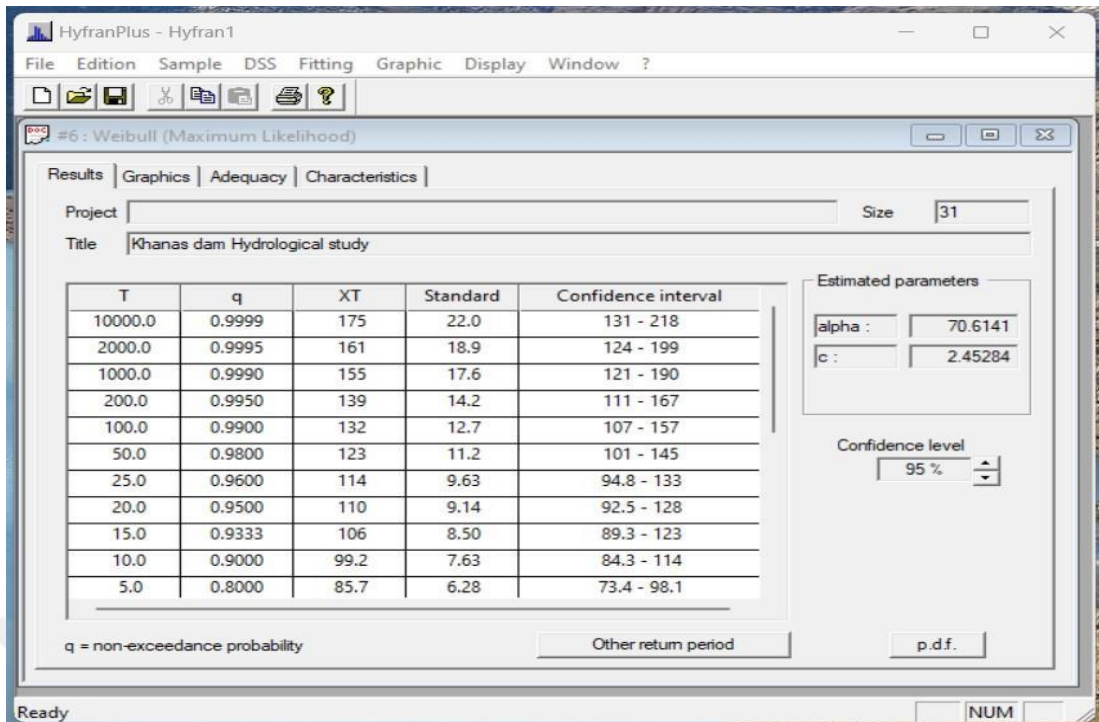 HyfranPlus - Hyfran1
File Edition Sample DSS Fitting Graphic Display Window ?
#6 : Weibull (Maximum Likelihood)
Results Graphics Adequacy Characteristics
Project Size 31
Title Khanas dam Hydrological study
T q XT Standard Confidence interval
10000.0 0.9999 175 22.0 131 - 218
2000.0 0.9995 161 18.9 124 - 199
1000.0 0.9990 155 17.6 121 - 190
200.0 0.9950 139 14.2 111 - 167
100.0 0.9900 132 12.7 107 - 157
50.0 0.9800 123 11.2 101 - 145
25.0 0.9600 114 9.63 94.8 - 133
20.0 0.9500 110 9.14 92.5 - 128
15.0 0.9333 106 8.50 89.3 - 123
10.0 0.9000 99.2 7.63 84.3 - 114
5.0 0.8000 85.7 6.28 73.4 - 98.1
Estimated parameters
alpha : 70.6141
c : 2.45284
Confidence level
95 %
q = non-exceedance probability
Other return period
p.d.f.
Ready NUM